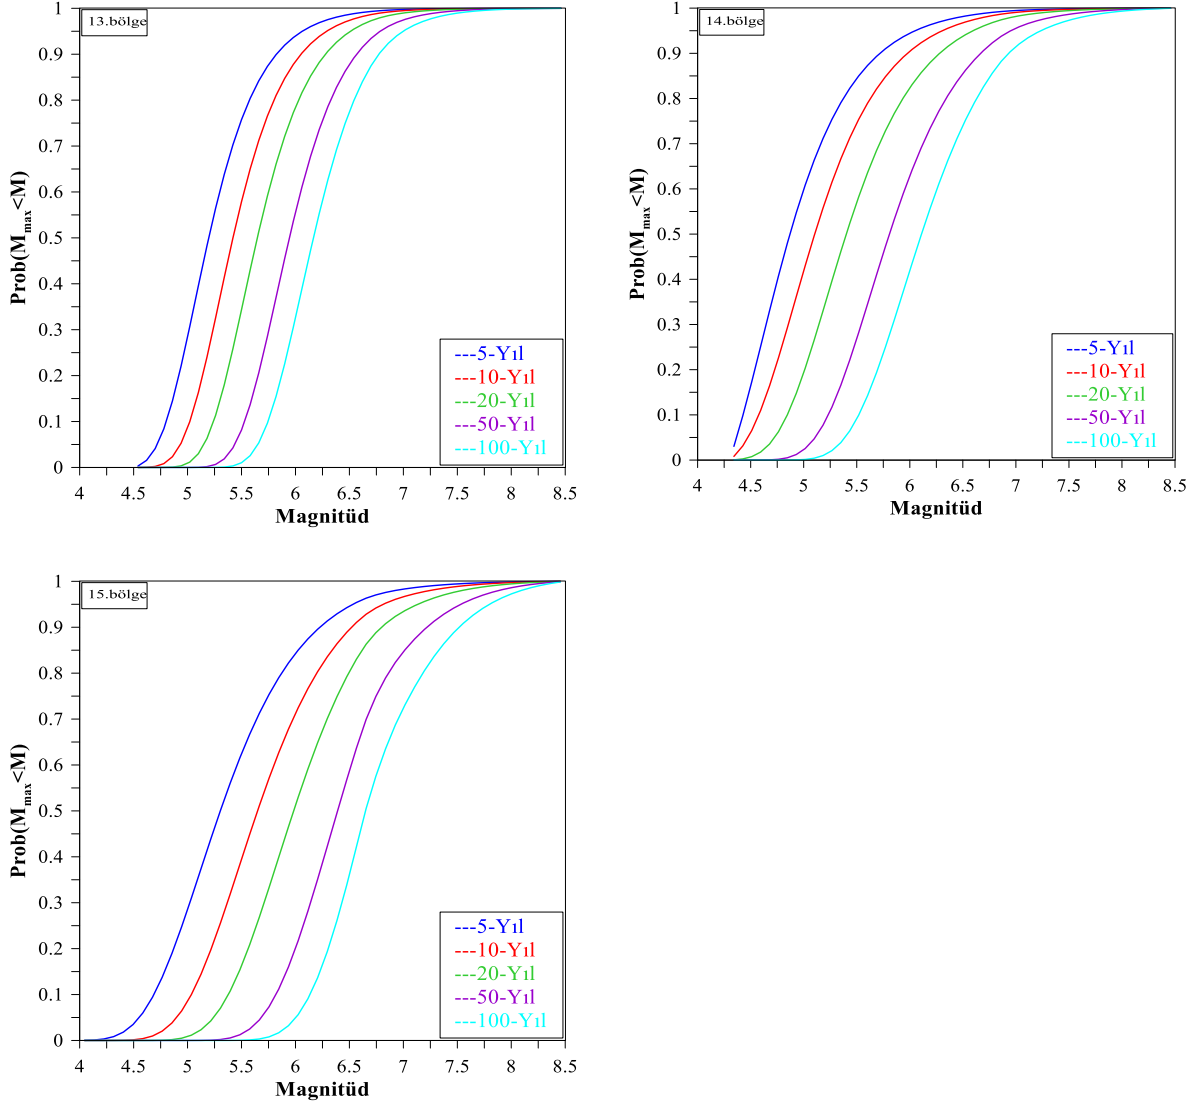 13.bölge
1
0.9
0.8
0.7
0.6
0.5
0.4
0.3
0.2
0.1
0
Prob(Mmax<M)
---5-Yıl
---10-Yıl
---20-Yıl
---50-Yıl
---100-Yıl
4 4.5 5 5.5 6 6.5 7 7.5 8 8.5
Magnitüd
14.bölge
1
0.9
0.8
0.7
0.6
0.5
0.4
0.3
0.2
0.1
0
Prob(Mmax<M)
---5-Yıl
---10-Yıl
---20-Yıl
---50-Yıl
---100-Yıl
4 4.5 5 5.5 6 6.5 7 7.5 8 8.5
Magnitüd
15.bölge
1
0.9
0.8
0.7
0.6
0.5
0.4
0.3
0.2
0.1
0
Prob(Mmax<M)
---5-Yıl
---10-Yıl
---20-Yıl
---50-Yıl
---100-Yıl
4 4.5 5 5.5 6 6.5 7 7.5 8 8.5
Magnitüd